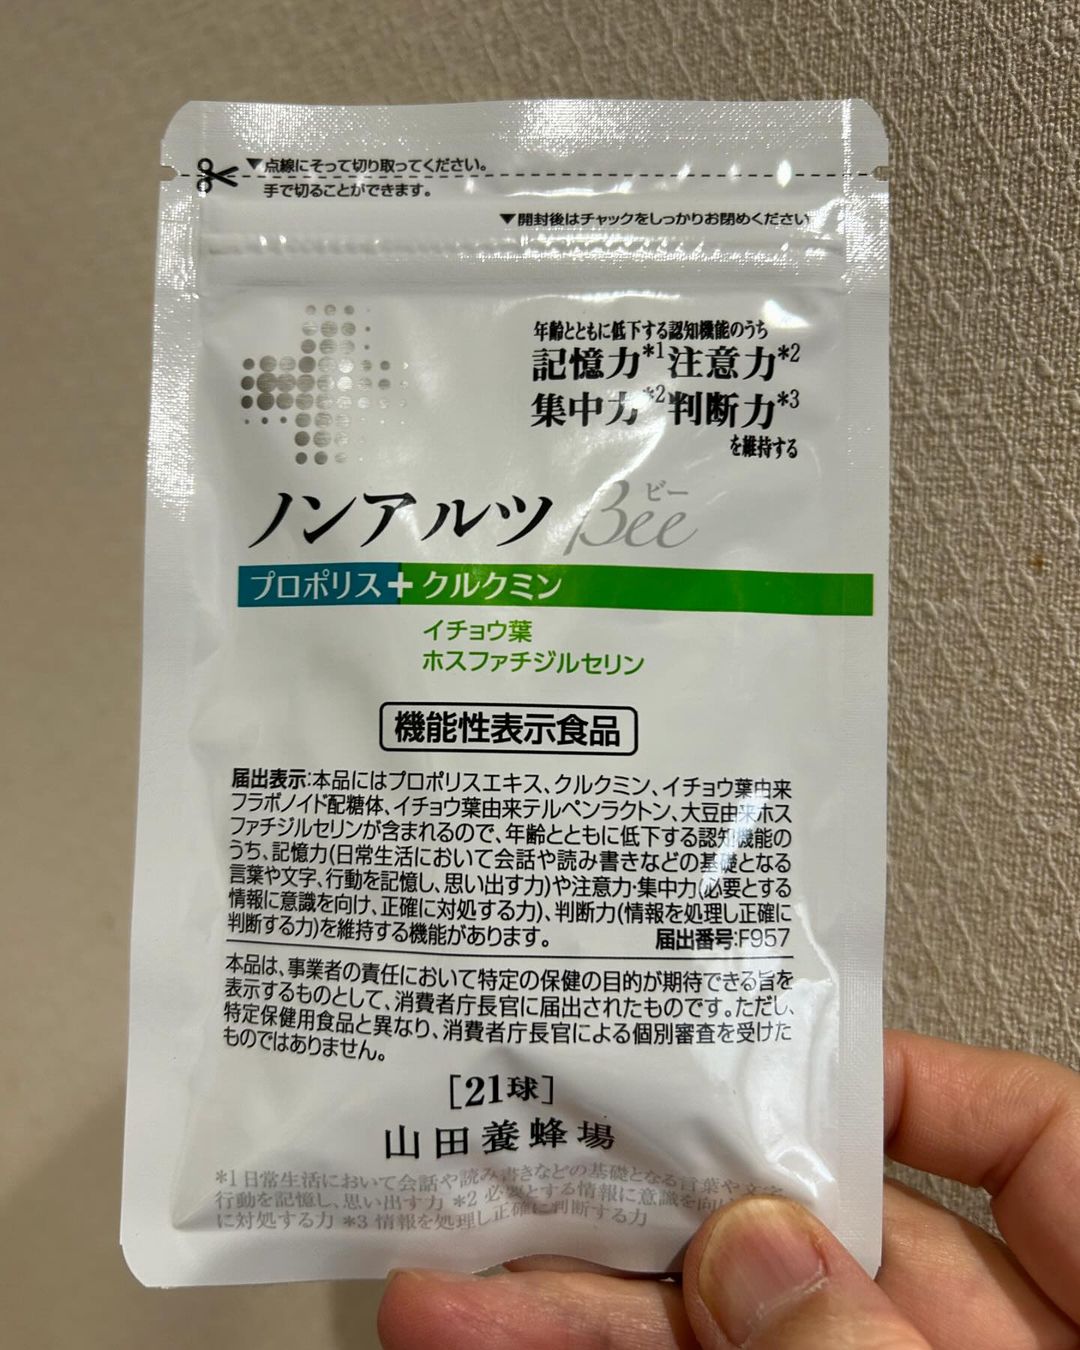 ▼点線にそって切り取ってください。
手で切ることができます。
▼開封後はチャックをしっかりお閉めください
年齢とともに低下する認知機能のうち
記憶力*1注意力*2
集中力*2判断力*3
を維持する
ノンアルツ Bee ビー
プロポリス+クルクミン
イチョウ葉
ホスファチジルセリン
機能性表示食品
届出表示:本品にはプロポリスエキス、クルクミン、イチョウ葉由来
フラボノイド配糖体、イチョウ葉由来テルペンラクトン、大豆由来ホス
ファチジルセリンが含まれるので、年齢とともに低下する認知機能の
うち、記憶力(日常生活において会話や読み書きなどの基礎となる
言葉や文字、行動を記憶し、思い出す力)や注意力・集中力(必要とする
情報に意識を向け、正確に対処する力)、判断力(情報を処理し正確に
判断する力)を維持する機能があります。 届出番号:F957
本品は、事業者の責任において特定の保健の目的が期待できる旨を
表示するものとして、消費者庁長官に届出されたものです。ただし、
特定保健用食品と異なり、消費者庁長官による個別審査を受けた
ものではありません。
[21球]
山田養蜂場
*1 日常生活において会話や読み書きなどの基礎となる言葉や文字、
行動を記憶し、思い出す力 *2 必要とする情報に意識を向
に対処する力 *3 情報を処理し正確に判断する力